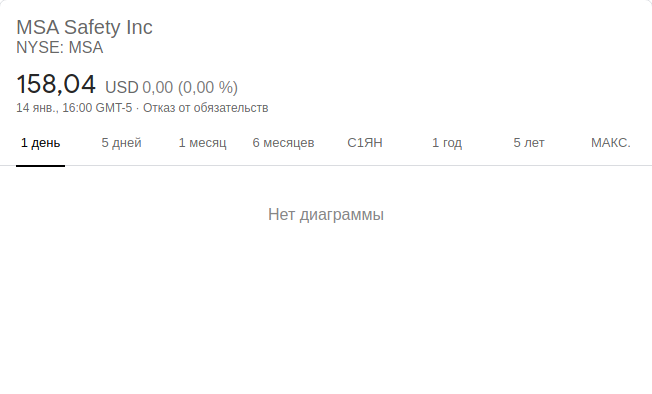 MSA Safety Inc
NYSE: MSA
158,04 USD 0,00 (0,00 %)
14 янв., 16:00 GMT-5 · Отказ от обязательств
1 день 5 дней 1 месяц 6 месяцев С1ЯН 1 год 5 лет МАКС.
Нет диаграммы